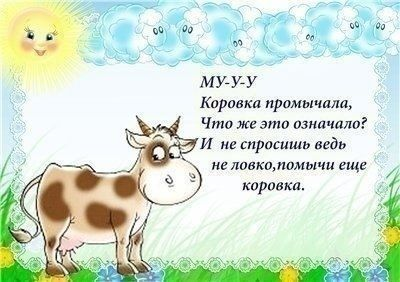 МУ-У-У
Коровка промычала,
Что же это означало?
И не спросишь ведь
не ловко,помычи еще
коровка.